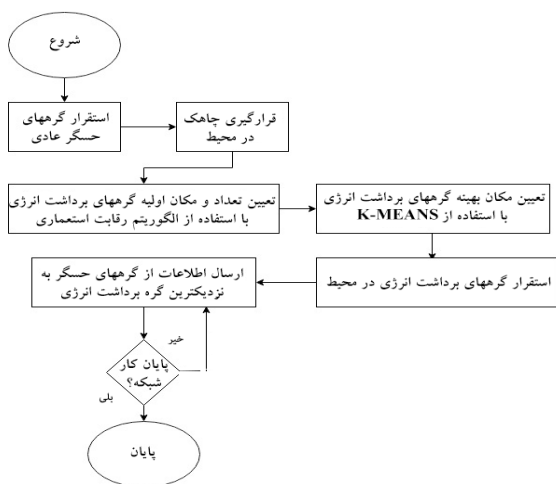 شروع
استقرار گرههای
حسگر عادی
قرارگیری چاهک
در محیط
تعیین تعداد و مکان اولیه گرههای برداشت انرژی
با استفاده از الگوریتم رقابت استعماری
تعیین مکان بهینه گرههای برداشت انرژی
با استفاده از K-MEANS
استقرار گرههای برداشت انرژی در محیط
ارسال اطلاعات از گرههای حسگر به
نزدیکترین گره برداشت انرژی
خیر
پایان کار
شبکه؟
بلی
پایان